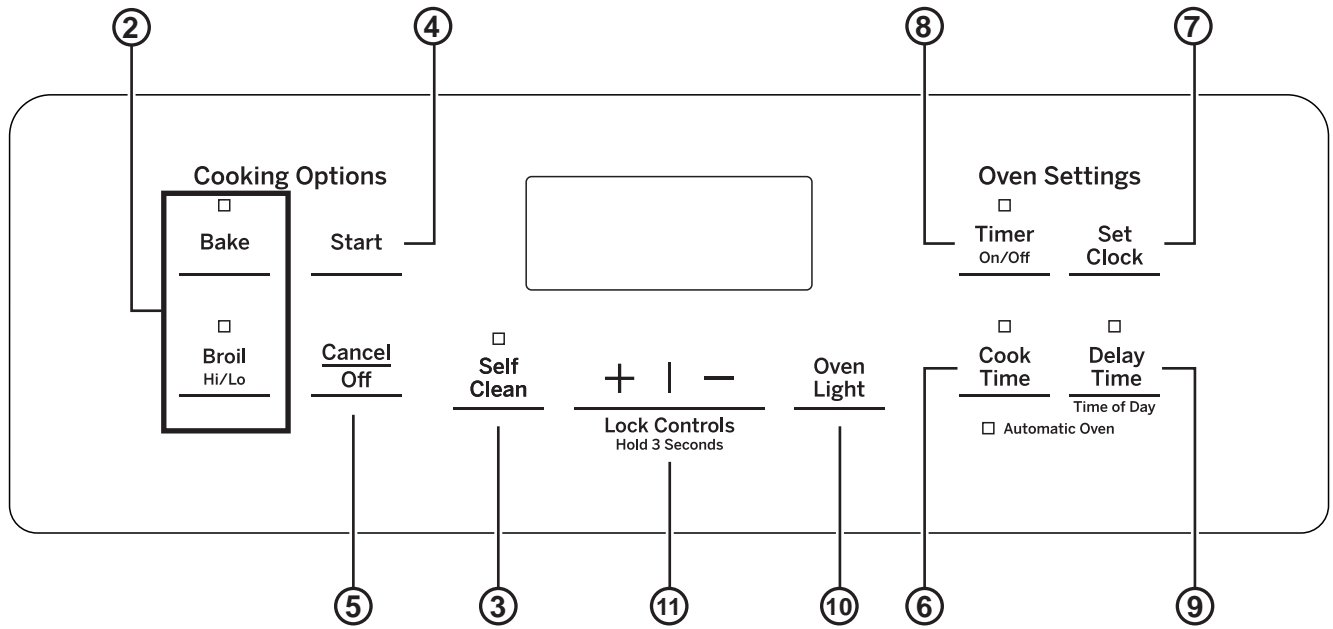 2
4
8
7
Cooking Options
Oven Settings
Bake
Start
Timer
On/Off
Set
Clock
Broil
Hi/Lo
Cancel
Off
Self
Clean
+ | −
Lock Controls
Hold 3 Seconds
Oven
Light
Cook
Time
Delay
Time
Time of Day
Automatic Oven
5
3
11
10
6
9